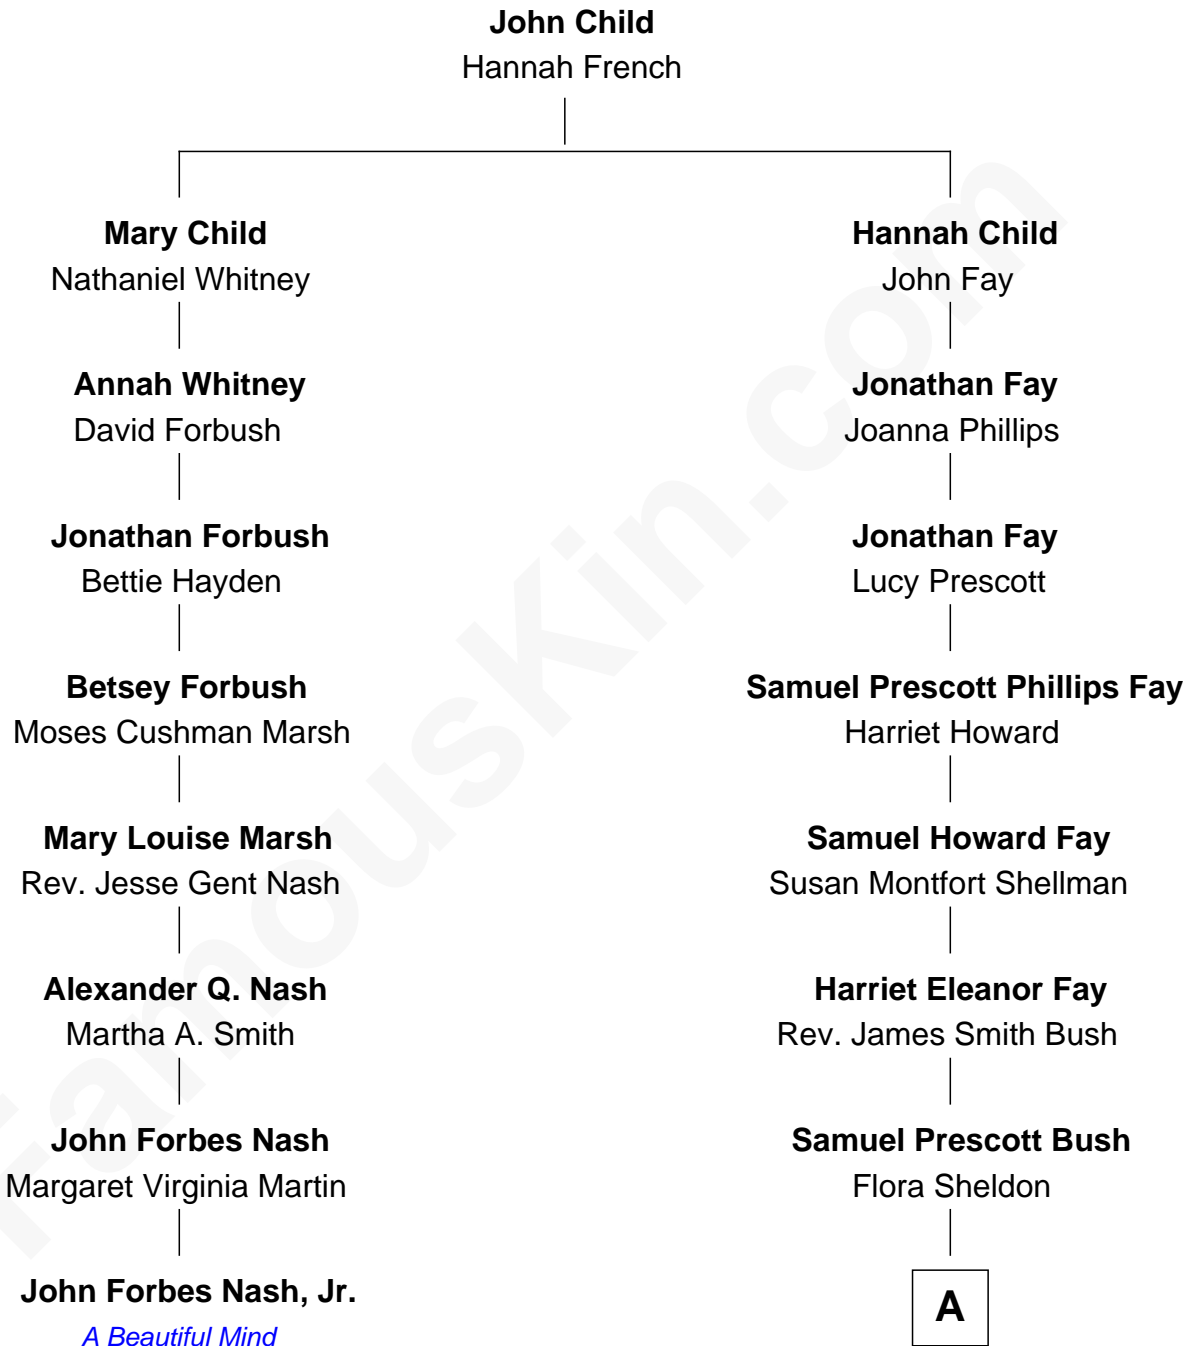 John Child
Hannah French
Mary Child
Nathaniel Whitney
Annah Whitney
David Forbush
Jonathan Forbush
Bettie Hayden
Betsey Forbush
Moses Cushman Marsh
Mary Louise Marsh
Rev. Jesse Gent Nash
Alexander Q. Nash
Martha A. Smith
John Forbes Nash
Margaret Virginia Martin
John Forbes Nash, Jr.
A Beautiful Mind
Hannah Child
John Fay
Jonathan Fay
Joanna Phillips
Jonathan Fay
Lucy Prescott
Samuel Prescott Phillips Fay
Harriet Howard
Samuel Howard Fay
Susan Montfort Shellman
Harriet Eleanor Fay
Rev. James Smith Bush
Samuel Prescott Bush
Flora Sheldon
A
FamousKin.com